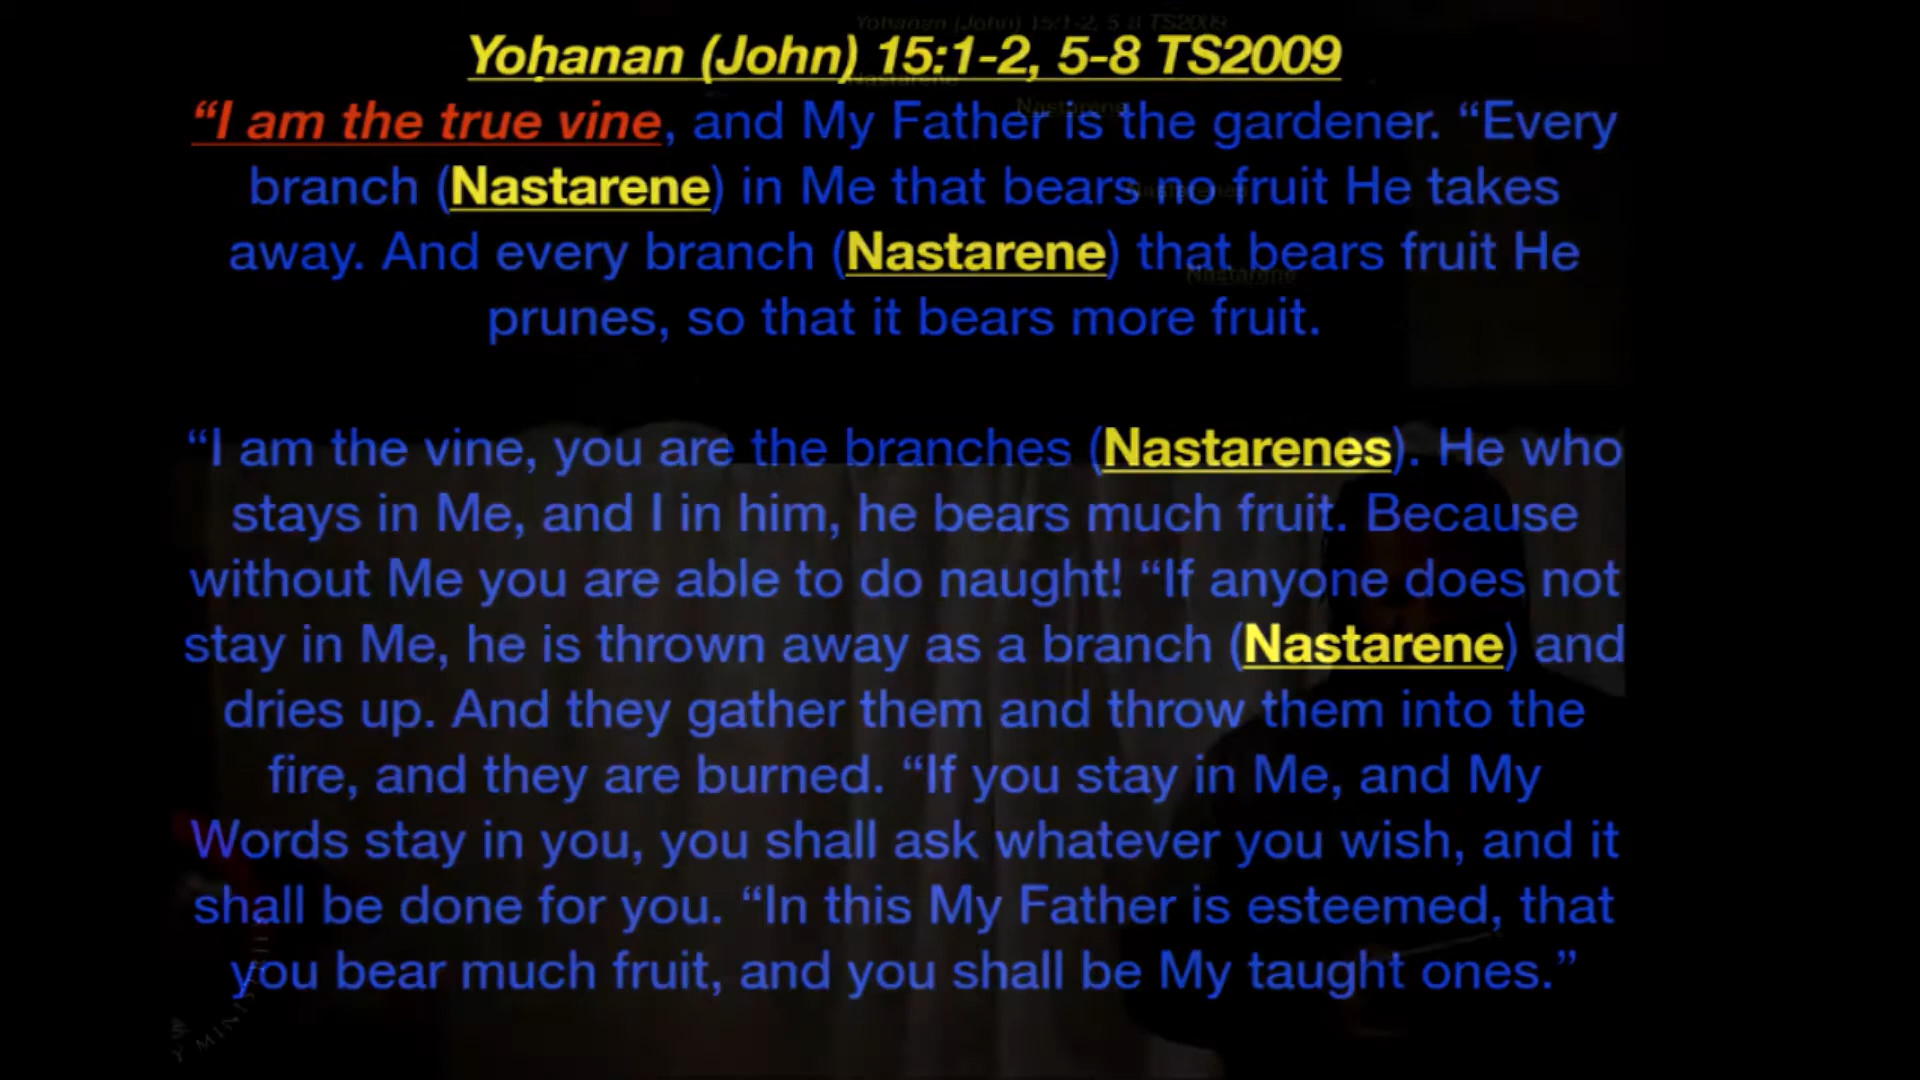 Yoḥanan (John) 15:1-2, 5-8 TS2009
“I am the true vine, and My Father is the gardener. “Every
branch (Nastarene) in Me that bears no fruit He takes
away. And every branch (Nastarene) that bears fruit He
prunes, so that it bears more fruit.
“I am the vine, you are the branches (Nastarenes). He who
stays in Me, and I in him, he bears much fruit. Because
without Me you are able to do naught! “If anyone does not
stay in Me, he is thrown away as a branch (Nastarene) and
dries up. And they gather them and throw them into the
fire, and they are burned. “If you stay in Me, and My
Words stay in you, you shall ask whatever you wish, and it
shall be done for you. “In this My Father is esteemed, that
you bear much fruit, and you shall be My taught ones.”